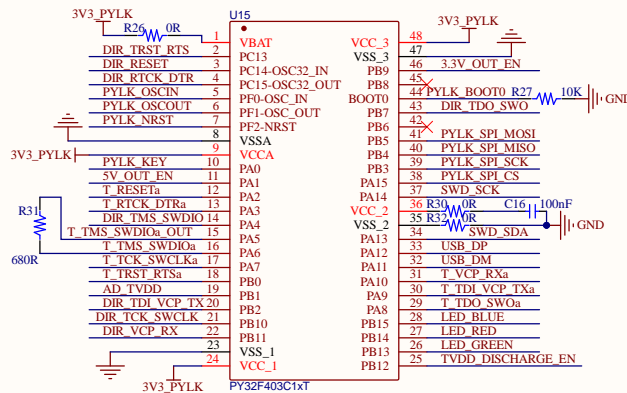 3V3_PYLK
U15
3V3_PYLK
R26 0R
1 VBAT VCC_3 48
DIR_TRST_RTS 2 PC13 VSS_3 47
DIR_RESET 3 PC14-OSC32_IN PB9 46 3.3V_OUT_EN
DIR_RTCK_DTR 4 PC15-OSC32_OUT PB8 45
PYLK_OSCIN 5 PF0-OSC_IN BOOT0 44 PYLK_BOOT0 R27 10K GND
PYLK_OSCOUT 6 PF1-OSC_OUT PB7 43 DIR_TDO_SWO
PYLK_NRST 7 PF2-NRST PB6 42
8 VSSA PB5 41 PYLK_SPI_MOSI
3V3_PYLK 9 VCCA PB4 40 PYLK_SPI_MISO
PYLK_KEY 10 PA0 PB3 39 PYLK_SPI_SCK
5V_OUT_EN 11 PA1 PA15 38 PYLK_SPI_CS
T_RESETa 12 PA2 PA14 37 SWD_SCK
R31 T_RTCK_DTRa 13 PA3 VCC_2 36 R30 0R C16 100nF
DIR_TMS_SWDIO 14 PA4 VSS_2 35 R32 0R GND
T_TMS_SWDIOa_OUT 15 PA5 PA13 34 SWD_SDA
680R T_TMS_SWDIOa 16 PA6 PA12 33 USB_DP
T_TCK_SWCLKa 17 PA7 PA11 32 USB_DM
T_TRST_RTSa 18 PB0 PA10 31 T_VCP_RXa
AD_TVDD 19 PB1 PA9 30 T_TDI_VCP_TXa
DIR_TDI_VCP_TX 20 PB2 PA8 29 T_TDO_SWOa
DIR_TCK_SWCLK 21 PB10 PB15 28 LED_BLUE
DIR_VCP_RX 22 PB11 PB14 27 LED_RED
23 VSS_1 PB13 26 LED_GREEN
24 VCC_1 PB12 25 TVDD_DISCHARGE_EN
3V3_PYLK
PY32F403C1xT